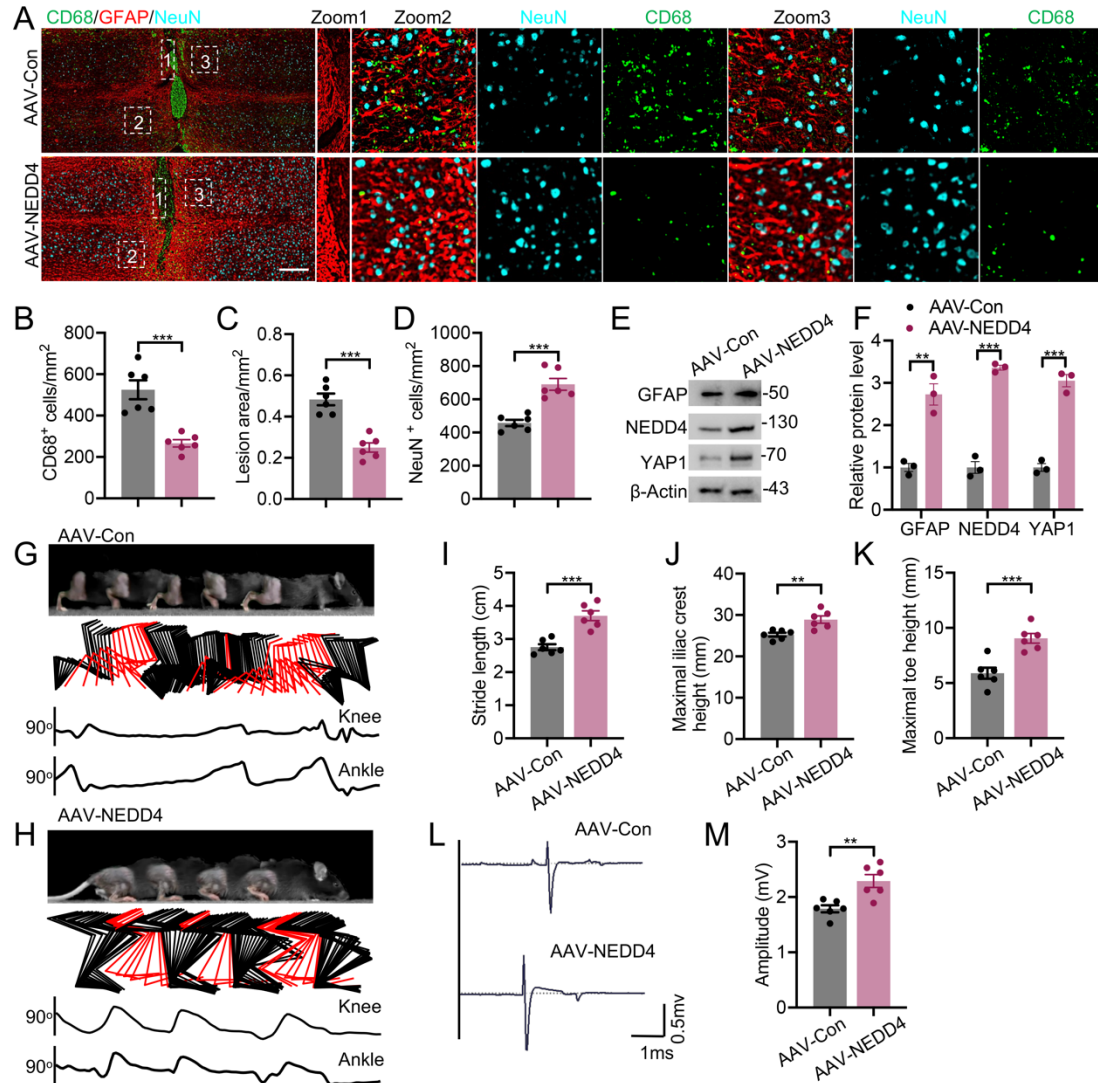 A
CD68/GFAP/NeuN
Zoom1
Zoom2
NeuN
CD68
Zoom3
NeuN
CD68
AAV-Con
1
3
2
AAV-NEDD4
1
3
2
B
CD68⁺ cells/mm²
800
600
400
200
0
***
C
Lesion area/mm²
0.8
0.6
0.4
0.2
0.0
***
D
NeuN⁺ cells/mm²
1000
800
600
400
200
0
***
E
AAV-Con
AAV-NEDD4
GFAP
-50
NEDD4
-130
YAP1
-70
β-Actin
-43
F
AAV-Con
AAV-NEDD4
Relative protein level
4
3
2
1
0
**
***
***
GFAP
NEDD4
YAP1
G
AAV-Con
90°
Knee
90°
Ankle
H
AAV-NEDD4
90°
Knee
90°
Ankle
I
Stride length (cm)
5
4
3
2
1
0
***
AAV-Con
AAV-NEDD4
J
Maximal iliac crest
height (mm)
40
30
20
10
0
**
AAV-Con
AAV-NEDD4
K
Maximal toe height (mm)
15
10
5
0
***
AAV-Con
AAV-NEDD4
L
AAV-Con
AAV-NEDD4
0.5mv
1ms
M
Amplitude (mV)
3
2
1
0
**
AAV-Con
AAV-NEDD4